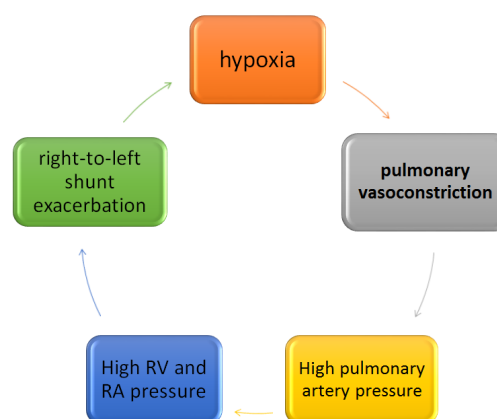 hypoxia
pulmonary
vasoconstriction
High pulmonary
artery pressure
High RV and
RA pressure
right-to-left
shunt
exacerbation